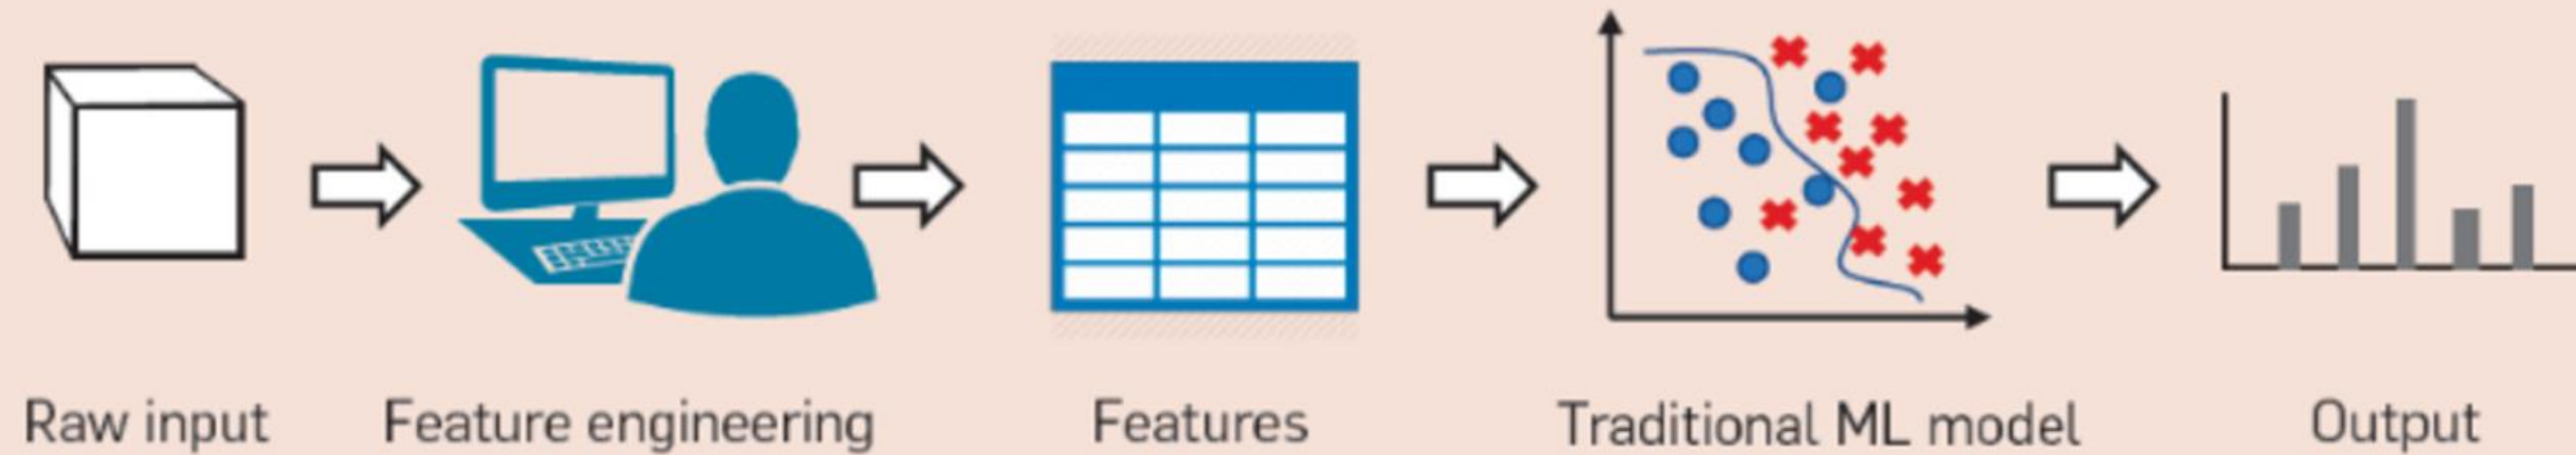 Raw input
Feature engineering
Features
Traditional ML model
Output